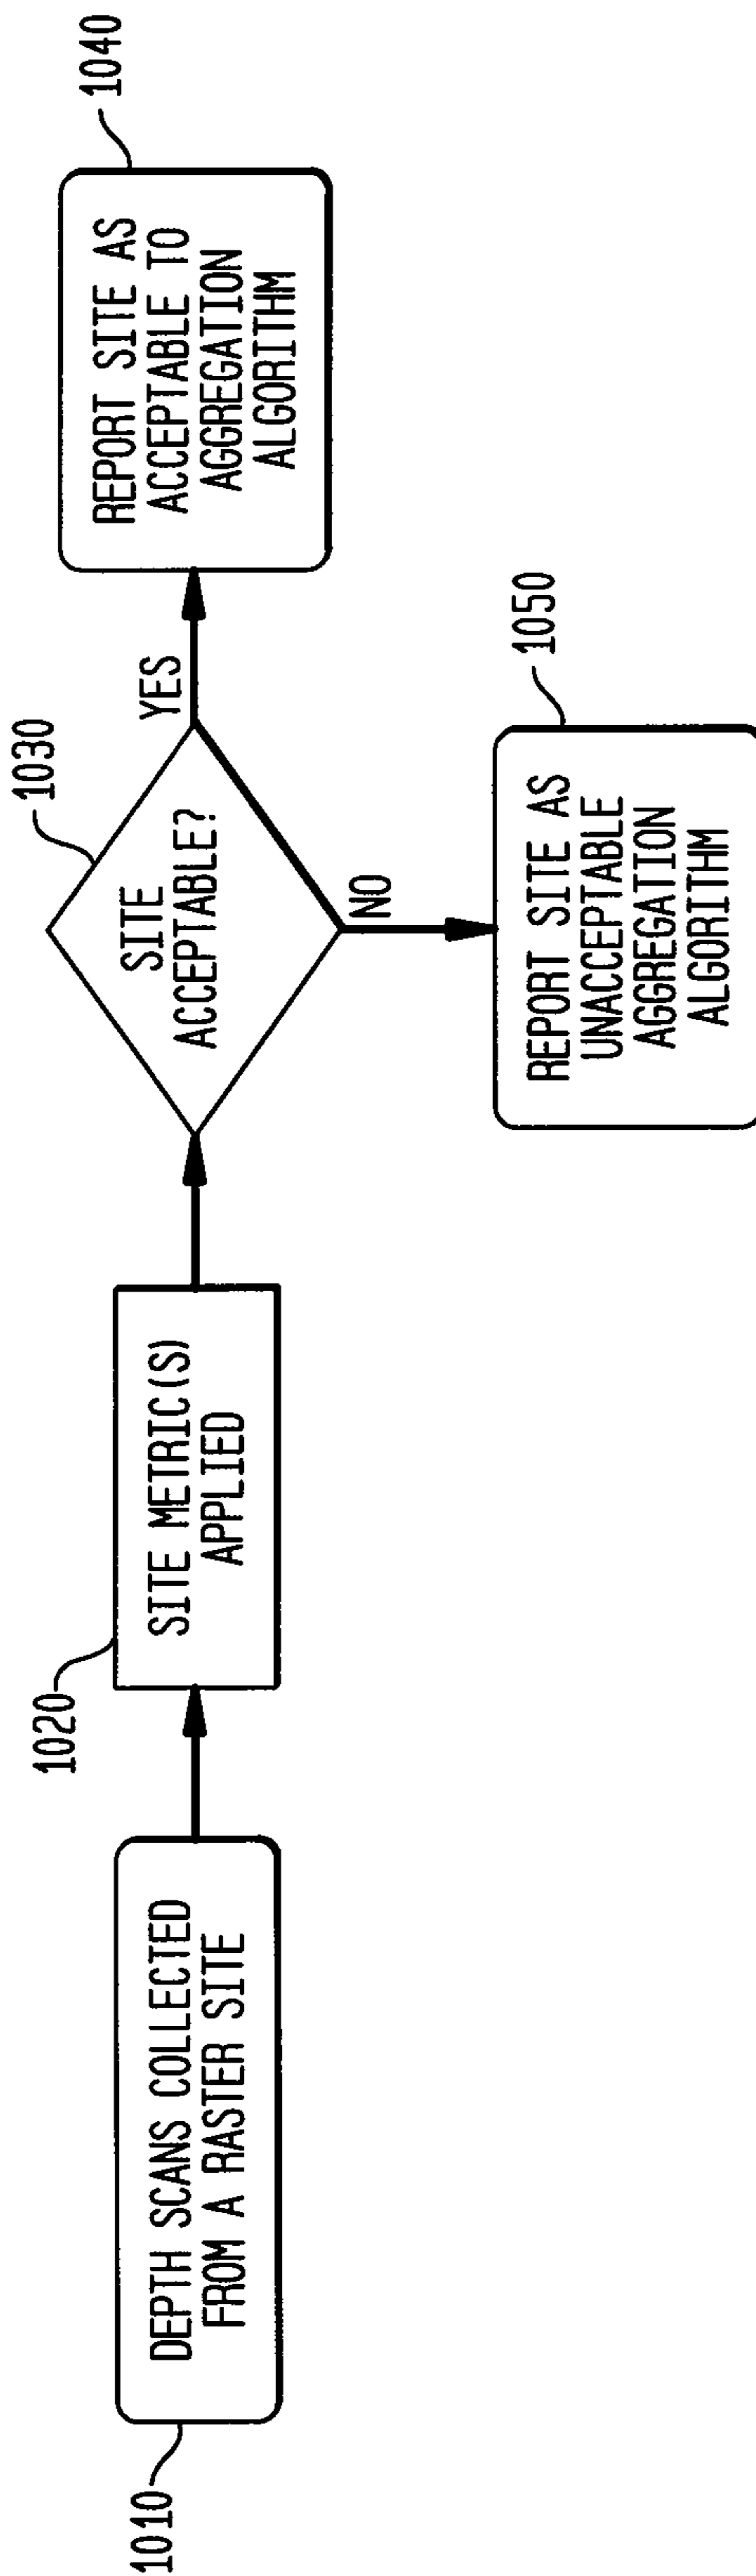 1010
DEPTH SCANS COLLECTED
FROM A RASTER SITE
1020
SITE METRIC(S)
APPLIED
1030
SITE
ACCEPTABLE?
YES
1040
REPORT SITE AS
ACCEPTABLE TO
AGGREGATION
ALGORITHM
NO
1050
REPORT SITE AS
UNACCEPTABLE
AGGREGATION
ALGORITHM